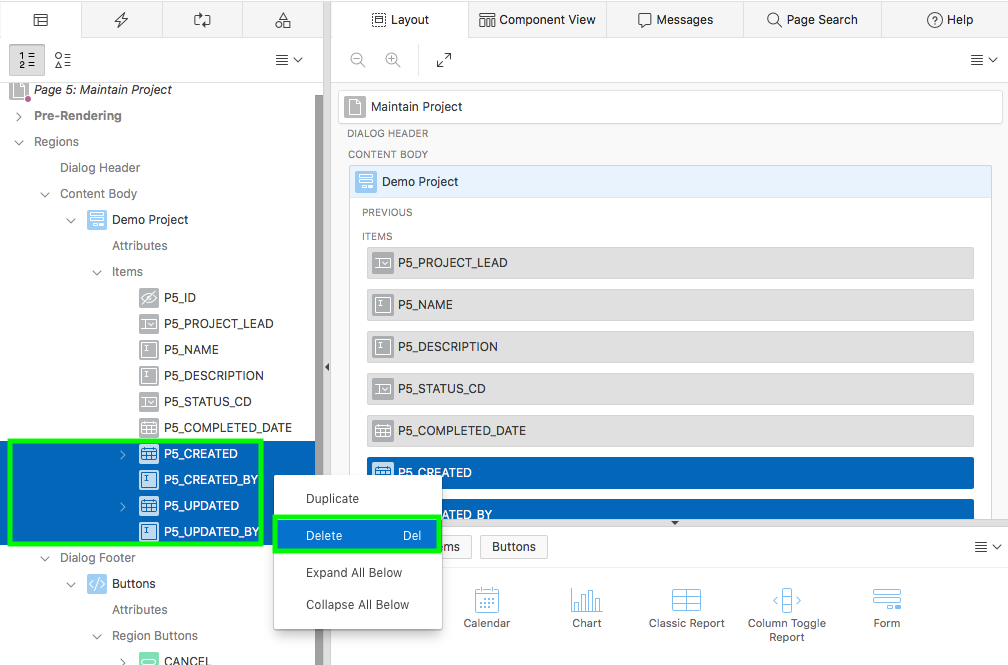 Layout
Component View
Messages
Page Search
Help
Page 5: Maintain Project
Pre-Rendering
Regions
Dialog Header
Content Body
Demo Project
Attributes
Items
P5_ID
P5_PROJECT_LEAD
P5_NAME
P5_DESCRIPTION
P5_STATUS_CD
P5_COMPLETED_DATE
P5_CREATED
P5_CREATED_BY
P5_UPDATED
P5_UPDATED_BY
Dialog Footer
Buttons
Attributes
Region Buttons
CANCEL
Duplicate
Delete Del
Expand All Below
Collapse All Below
Maintain Project
DIALOG HEADER
CONTENT BODY
Demo Project
PREVIOUS
ITEMS
P5_PROJECT_LEAD
P5_NAME
P5_DESCRIPTION
P5_STATUS_CD
P5_COMPLETED_DATE
P5_CREATED
ATED_BY
ms
Buttons
Calendar
Chart
Classic Report
Column Toggle
Report
Form